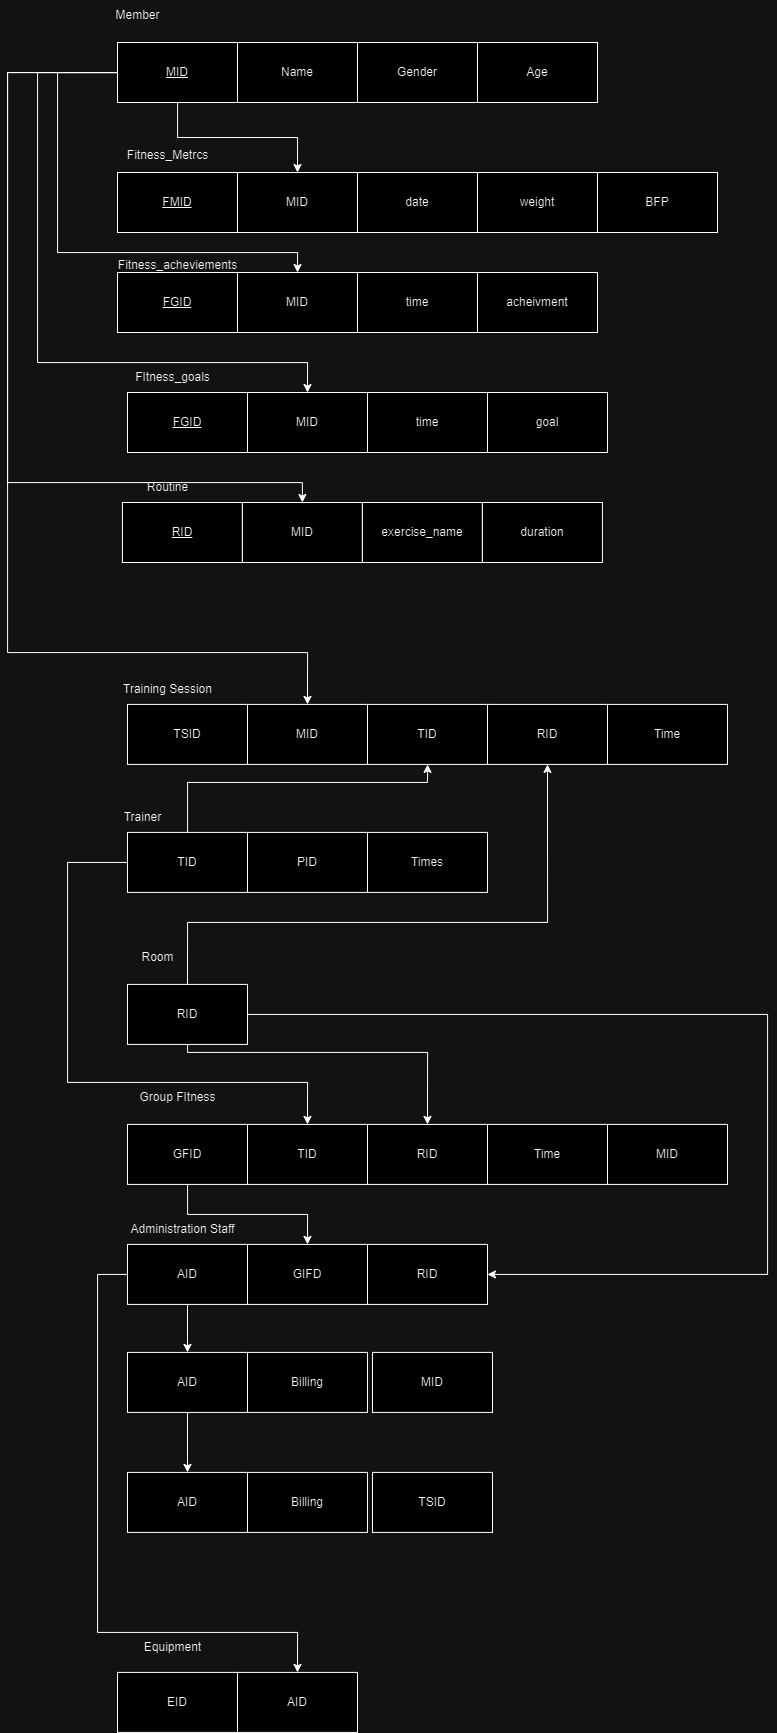 Member
MID Name Gender Age
Fitness_Metrcs
FMID MID date weight BFP
Fitness_acheviements
FGID MID time acheivment
FItness_goals
FGID MID time goal
Routine
RID MID exercise_name duration
Training Session
TSID MID TID RID Time
Trainer
TID PID Times
Room
RID
Group FItness
GFID TID RID Time MID
Administration Staff
AID GIFD RID
AID Billing MID
AID Billing TSID
Equipment
EID AID